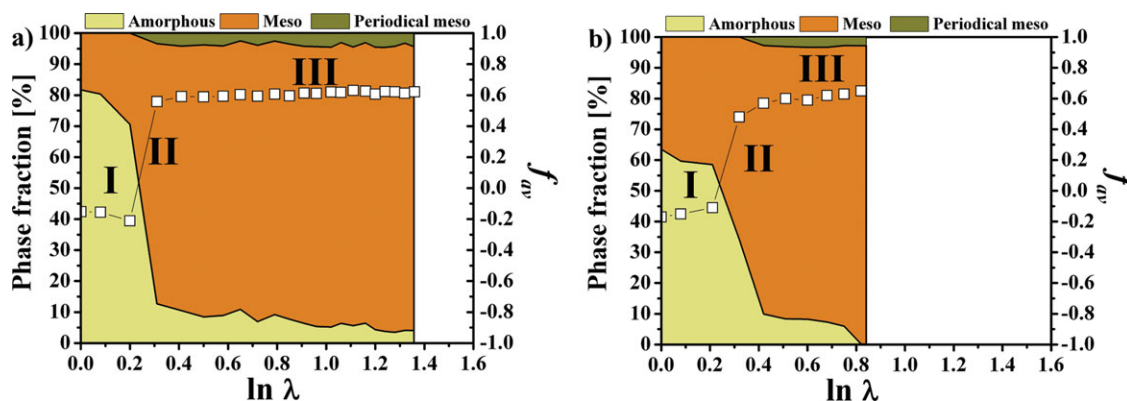 Amorphous Meso Periodical meso
a)
100
90
80
70
60
50
40
30
20
10
0
Phase fraction [%]
I
II
III
1.0
0.8
0.6
0.4
0.2
0.0
-0.2
-0.4
-0.6
-0.8
-1.0
f av
0.0 0.2 0.4 0.6 0.8 1.0 1.2 1.4 1.6
ln λ
Amorphous Meso Periodical meso
b)
100
90
80
70
60
50
40
30
20
10
0
Phase fraction [%]
I
II
III
1.0
0.8
0.6
0.4
0.2
0.0
-0.2
-0.4
-0.6
-0.8
-1.0
f av
0.0 0.2 0.4 0.6 0.8 1.0 1.2 1.4 1.6
ln λ